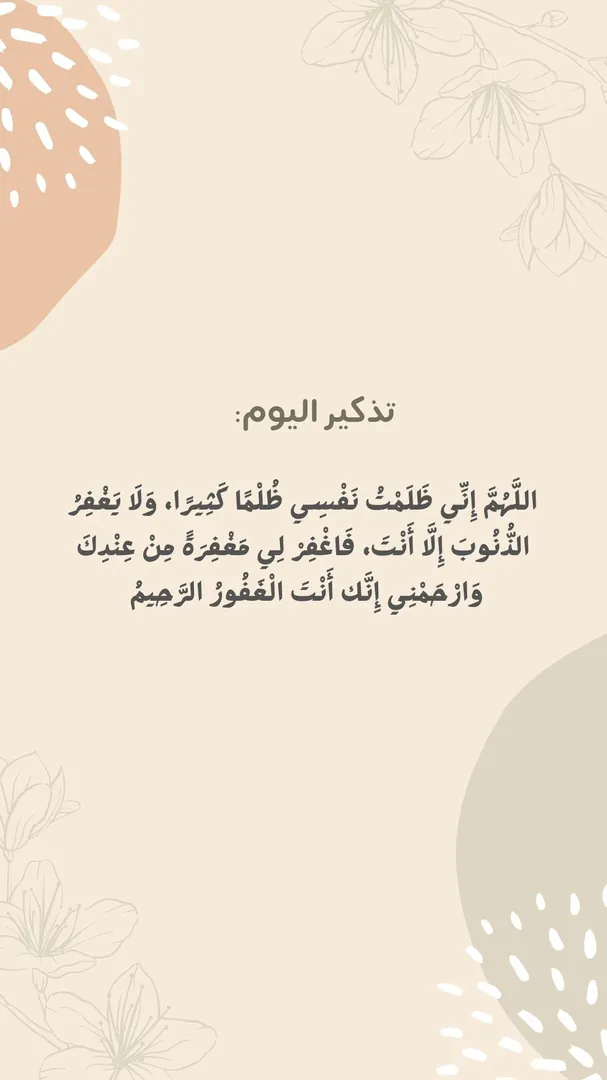 تذكير اليوم:
اللَّهُمَّ إِنِّي ظَلَمْتُ نَفْسِي ظُلْمًا كَثِيرًا، وَلَا يَغْفِرُ
الذُّنُوبَ إِلَّا أَنْتَ، فَاغْفِرْ لِي مَغْفِرَةً مِنْ عِنْدِكَ
وَارْحَمْنِي إِنَّك أَنْتَ الْغَفُورُ الرَّحِيمُ